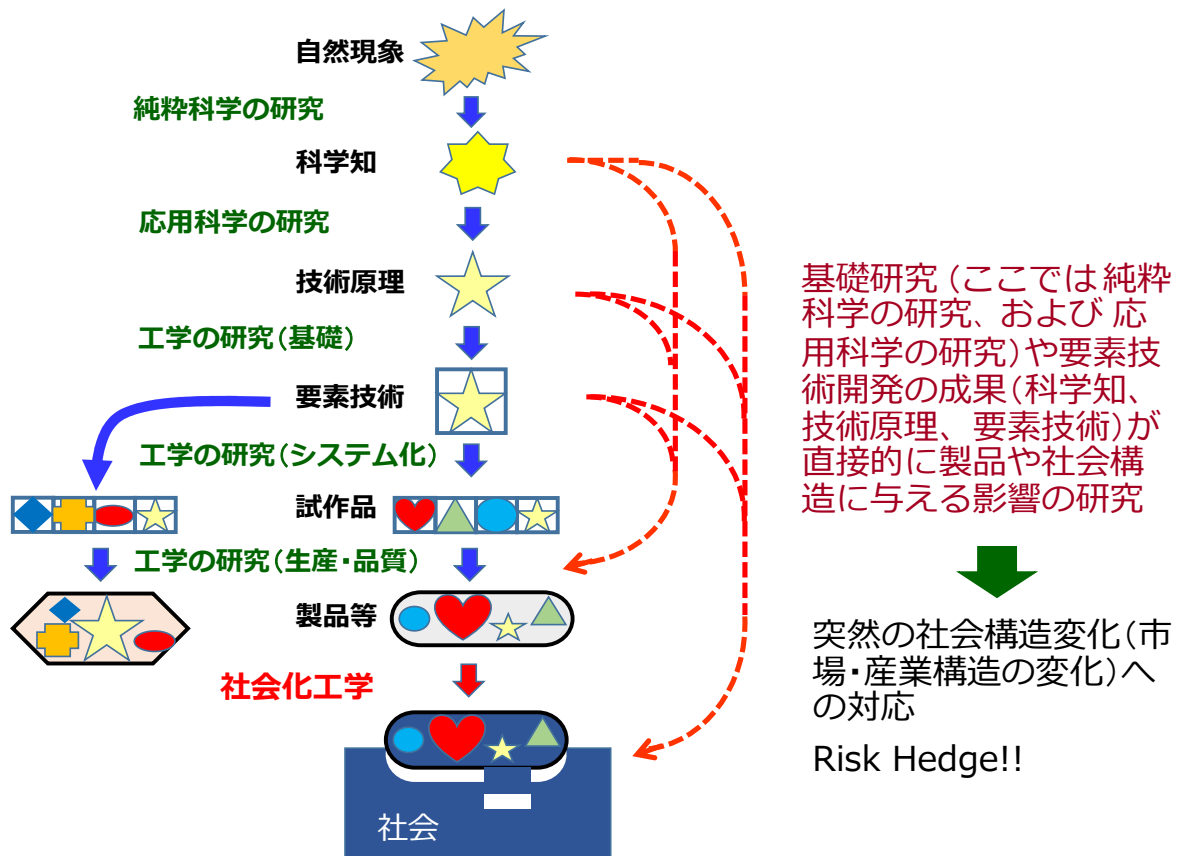 自然現象
純粋科学の研究
科学知
応用科学の研究
技術原理
工学の研究(基礎)
要素技術
工学の研究(システム化)
試作品
工学の研究(生産・品質)
製品等
社会化工学
社会
基礎研究（ここでは純粋
科学の研究、および 応
用科学の研究)や要素技
術開発の成果(科学知、
技術原理、要素技術)が
直接的に製品や社会構
造に与える影響の研究
突然の社会構造変化(市
場・産業構造の変化)へ
の対応
Risk Hedge!!